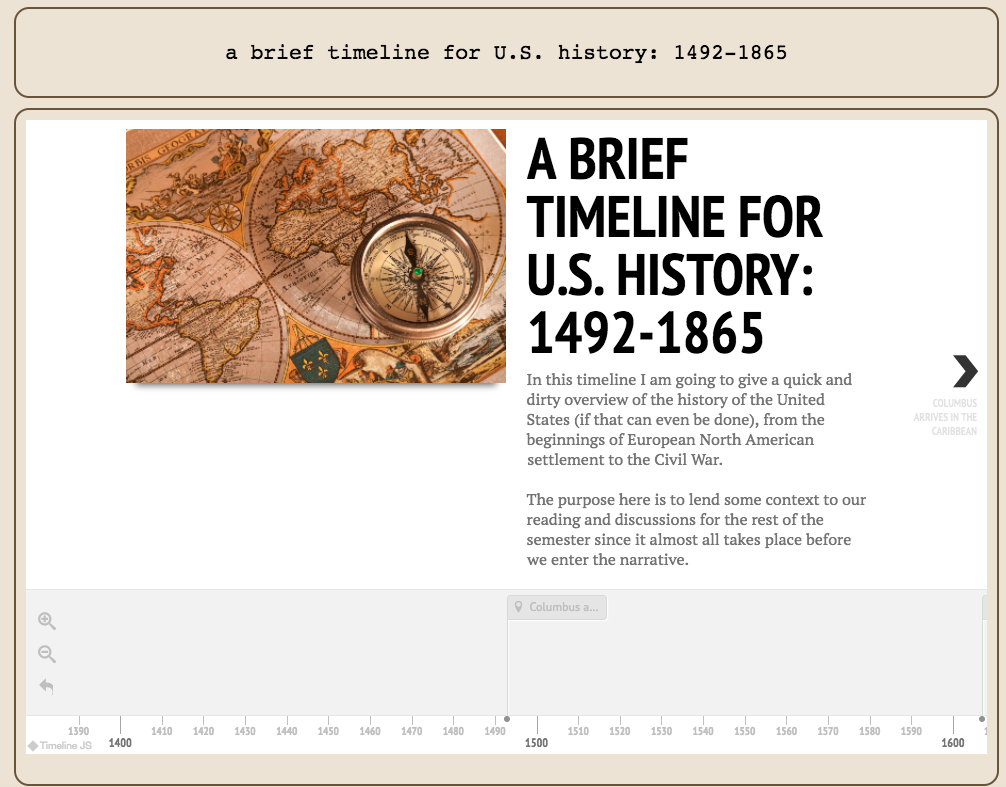 a brief timeline for U.S. history: 1492-1865
A BRIEF
TIMELINE FOR
U.S. HISTORY:
1492-1865
In this timeline I am going to give a quick and
dirty overview of the history of the United
States (if that can even be done), from the
beginnings of European North American
settlement to the Civil War.
The purpose here is to lend some context to our
reading and discussions for the rest of the
semester since it almost all takes place before
we enter the narrative.
COLUMBUS
ARRIVES IN THE
CARIBBEAN
Columbus a...
1390 1400 1410 1420 1430 1440 1450 1460 1470 1480 1490 1500 1510 1520 1530 1540 1550 1560 1570 1580 1590 1600
Timeline JS